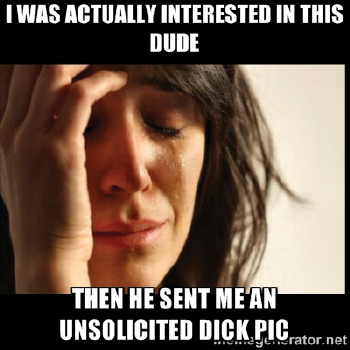 I WAS ACTUALLY INTERESTED IN THIS
DUDE
THEN HE SENT ME AN
UNSOLICITED DICK PIC
memegenerator.net